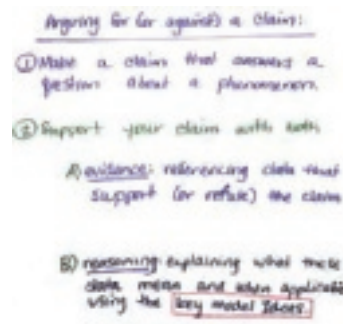 Arguing for (or against) a claim:
① Make a claim that answers a
question about a phenomenon.
② Support your claim with both
A) evidence: referencing data that
support (or refute) the claim
B) reasoning: explaining what these
data mean and when applicable
using the key model ideas.